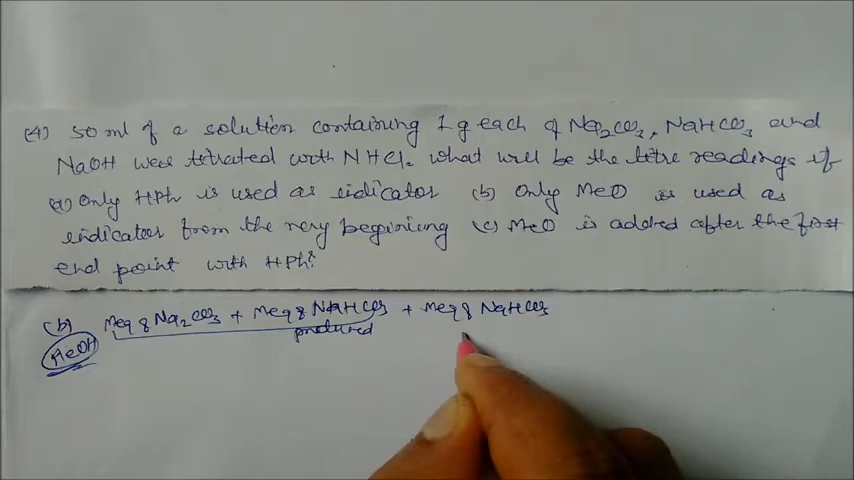 (4) 50 ml of a solution containing 1 g each of Na2CO3, NaHCO3 and
NaOH were titrated with N HCl. what will be the titre readings if
(a) Only HPh is used as indicator (b) Only MeO is used as
indicator from the very beginning (c) MeO is added after the first
end point with HPh?
(b) Meq of Na2CO3 + Meq of NaHCO3 + Meq of NaHCO3
produced
MeOH